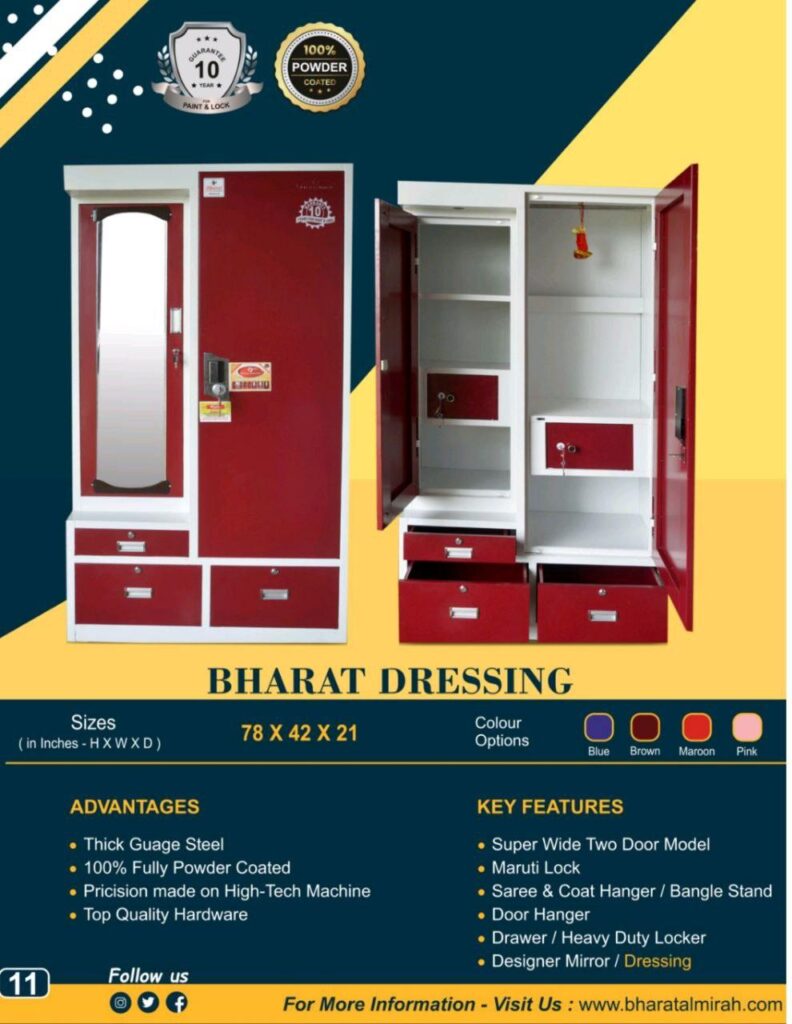 GUARANTEE
10
YEAR
FOR
PAINT & LOCK
100%
POWDER
COATED
10
BHARAT DRESSING
Sizes
( in Inches - H X W X D )
78 X 42 X 21
Colour
Options
Blue
Brown
Maroon
Pink
ADVANTAGES
Thick Guage Steel
100% Fully Powder Coated
Pricision made on High-Tech Machine
Top Quality Hardware
KEY FEATURES
Super Wide Two Door Model
Maruti Lock
Saree & Coat Hanger / Bangle Stand
Door Hanger
Drawer / Heavy Duty Locker
Designer Mirror / Dressing
11
Follow us
For More Information - Visit Us : www.bharatalmirah.com